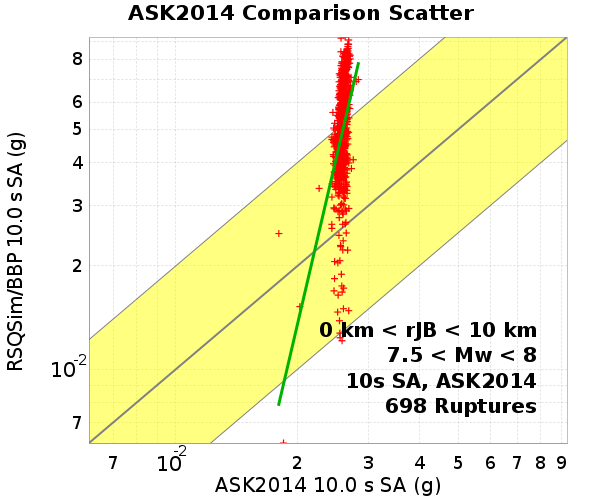 ASK2014 Comparison Scatter
RSQSim/BBP 10.0 s SA (g)
8
6
5
4
3
2
10-2
7
0 km < rJB < 10 km
7.5 < Mw < 8
10s SA, ASK2014
698 Ruptures
7 10-2 2 3 4 5 6 7 8 9
ASK2014 10.0 s SA (g)